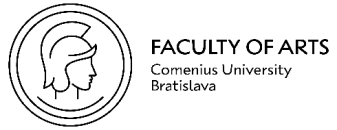 FACULTY OF ARTS
Comenius University
Bratislava